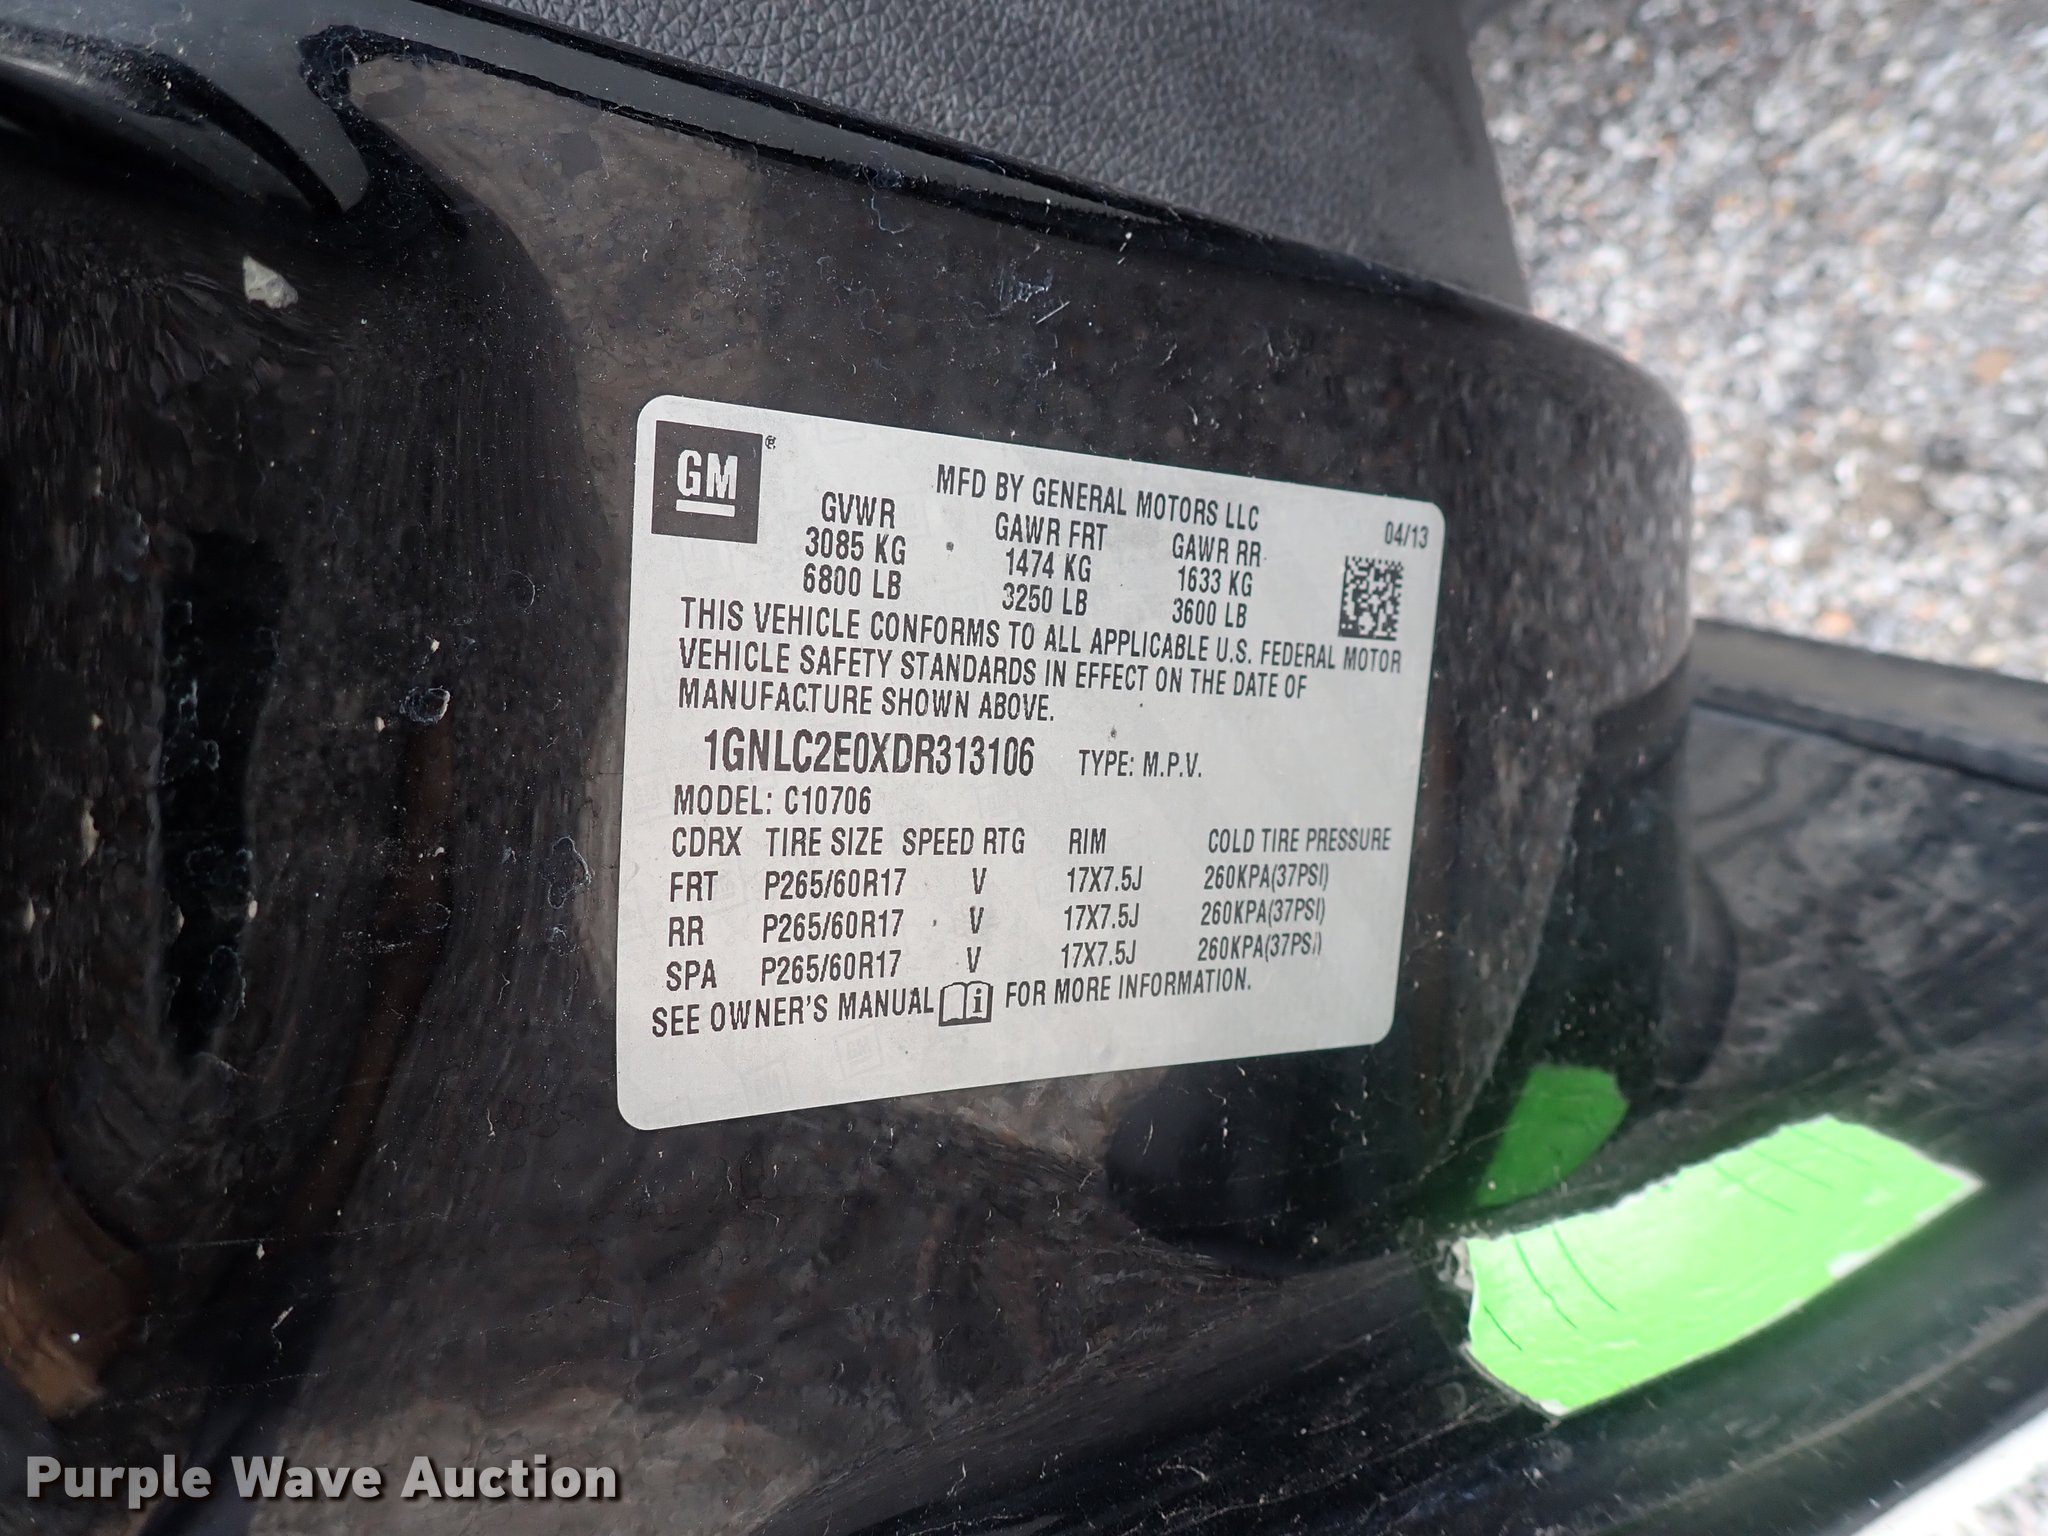 GM®
MFD BY GENERAL MOTORS LLC
04/13
GVWR GAWR FRT GAWR RR
3085 KG 1474 KG 1633 KG
6800 LB 3250 LB 3600 LB
THIS VEHICLE CONFORMS TO ALL APPLICABLE U.S. FEDERAL MOTOR
VEHICLE SAFETY STANDARDS IN EFFECT ON THE DATE OF
MANUFACTURE SHOWN ABOVE.
1GNLC2E0XDR313106 TYPE: M.P.V.
MODEL: C10706
CDRX TIRE SIZE SPEED RTG RIM COLD TIRE PRESSURE
FRT P265/60R17 V 17X7.5J 260KPA(37PSI)
RR P265/60R17 V 17X7.5J 260KPA(37PSI)
SPA P265/60R17 V 17X7.5J 260KPA(37PSI)
SEE OWNER'S MANUAL i FOR MORE INFORMATION.
Purple Wave Auction